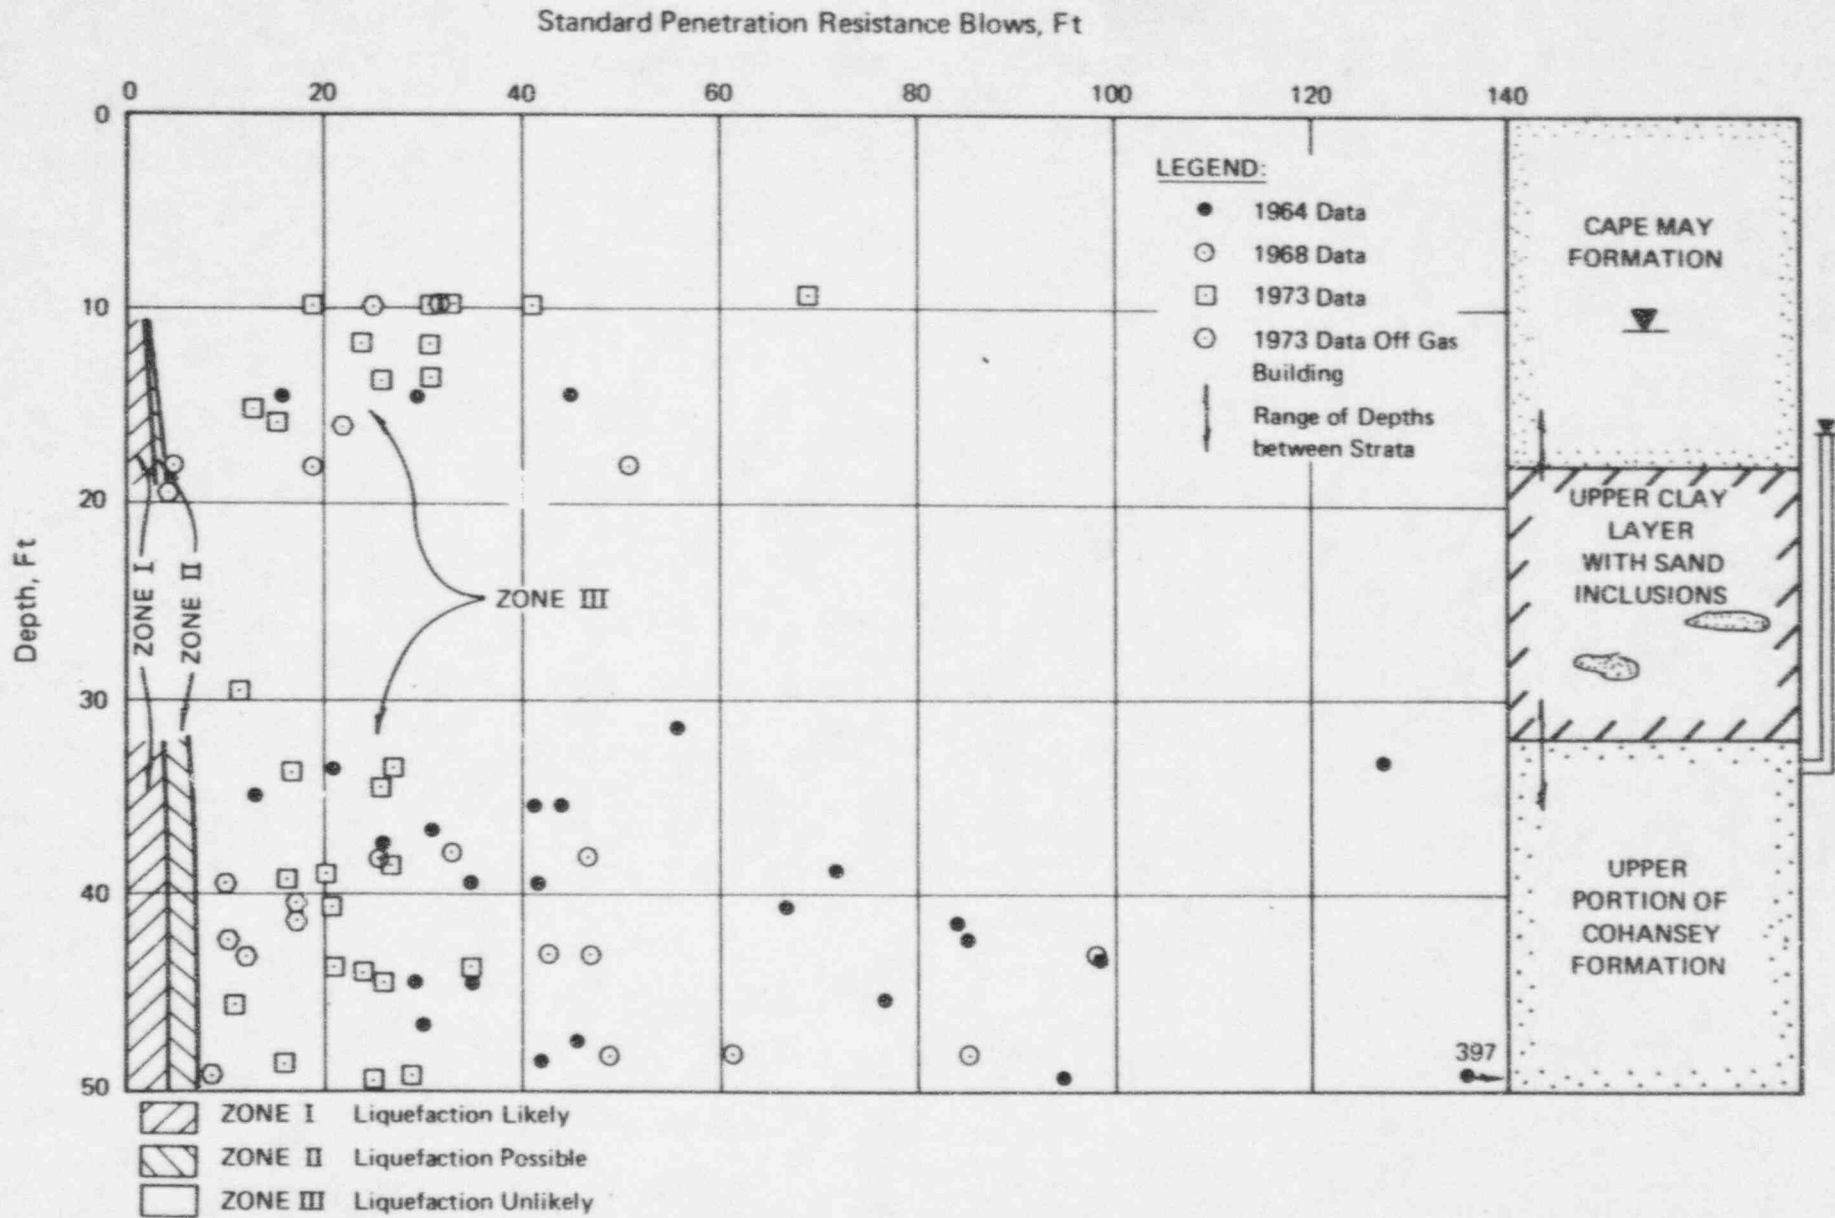 Standard Penetration Resistance Blows, Ft
0 20 40 60 80 100 120 140
0
10
20
30
40
50
Depth, Ft
LEGEND:
1964 Data
1968 Data
1973 Data
1973 Data Off Gas
Building
Range of Depths
between Strata
CAPE MAY
FORMATION
UPPER CLAY
LAYER
WITH SAND
INCLUSIONS
UPPER
PORTION OF
COHANSEY
FORMATION
ZONE I
ZONE II
ZONE III
397
ZONE I Liquefaction Likely
ZONE II Liquefaction Possible
ZONE III Liquefaction Unlikely